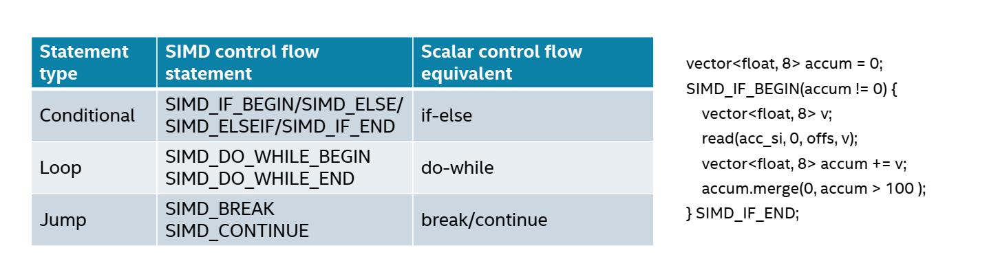 Statement type
SIMD control flow statement
Scalar control flow equivalent
Conditional
SIMD_IF_BEGIN/SIMD_ELSE/
SIMD_ELSEIF/SIMD_IF_END
if-else
Loop
SIMD_DO_WHILE_BEGIN
SIMD_DO_WHILE_END
do-while
Jump
SIMD_BREAK
SIMD_CONTINUE
break/continue
vector<float, 8> accum = 0;
SIMD_IF_BEGIN(accum != 0) {
vector<float, 8> v;
read(acc_si, 0, offs, v);
vector<float, 8> accum += v;
accum.merge(0, accum > 100 );
} SIMD_IF_END;